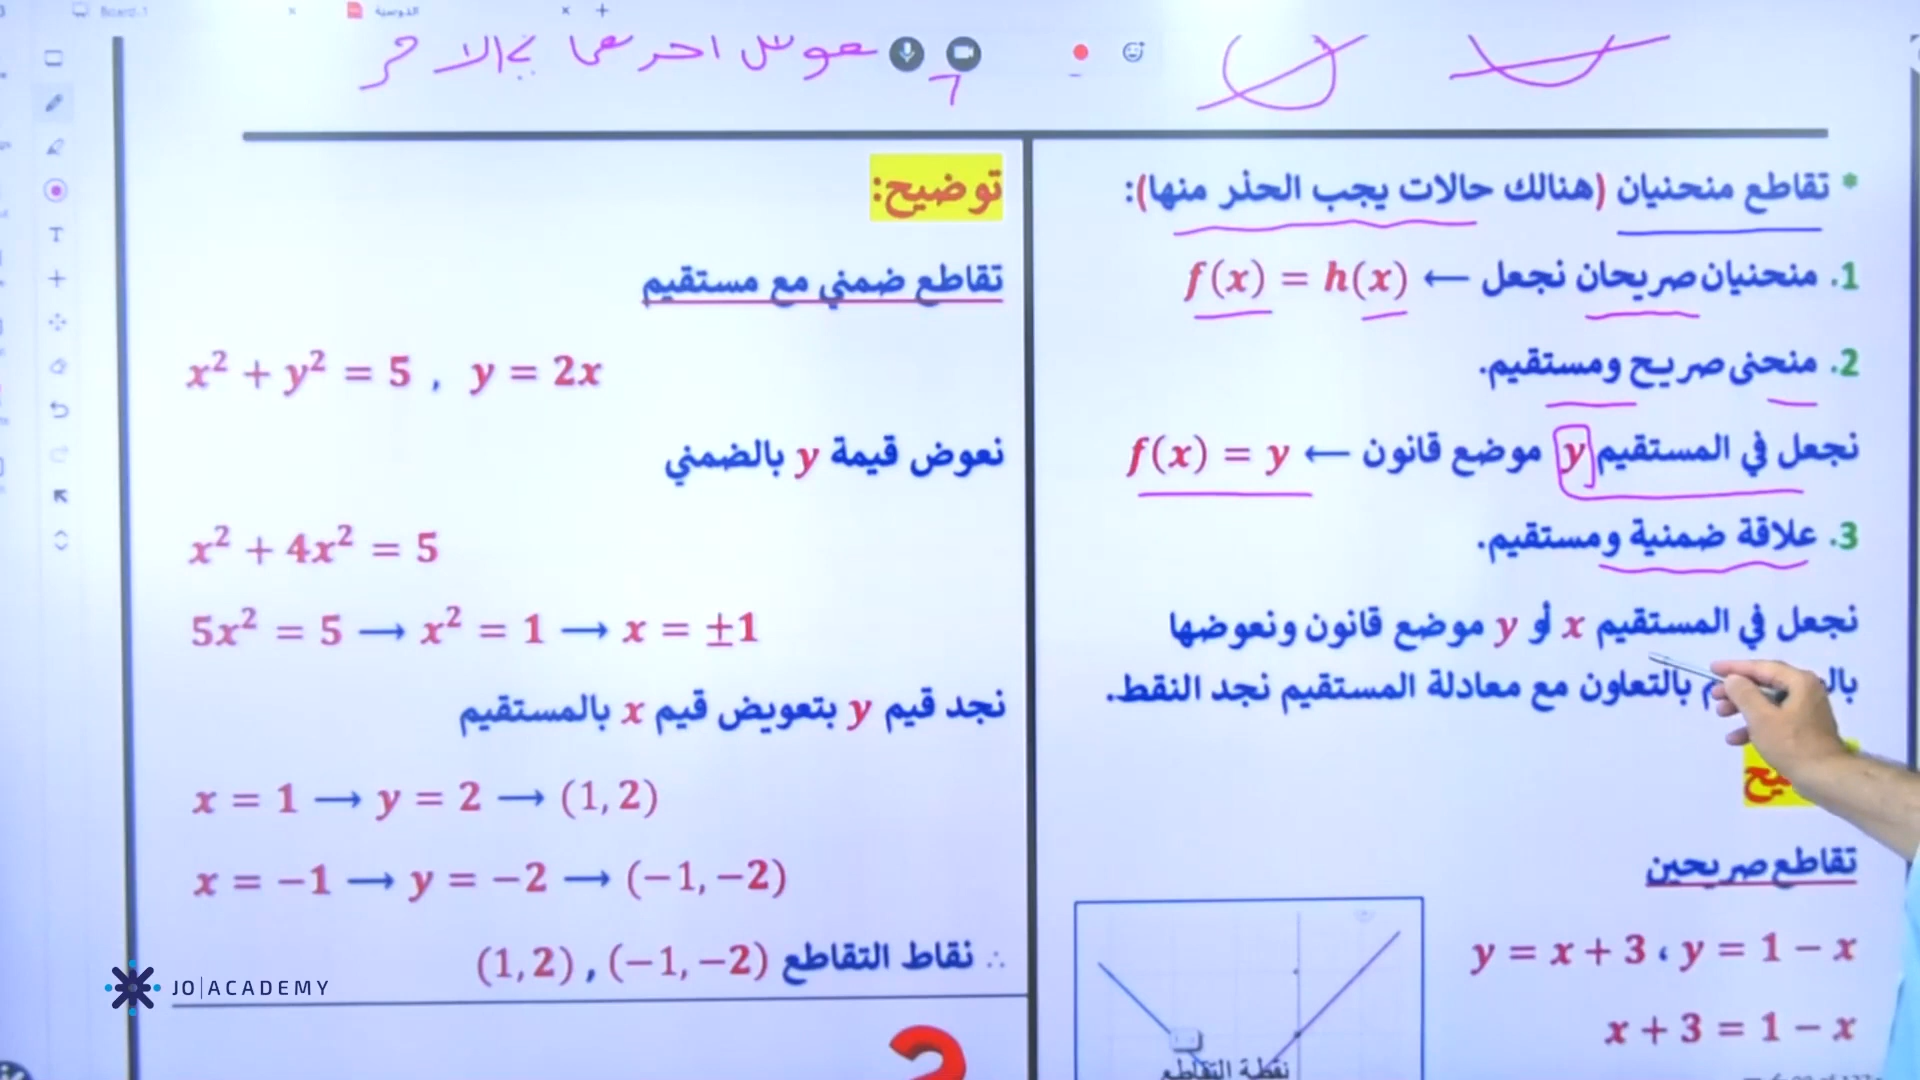 Board.1
الدوسية
* تقاطع منحنيان (هنالك حالات يجب الحذر منها):
1. منحنيان صريحان نجعل ⟵ f(x) = h(x)
2. منحنى صريح ومستقيم.
نجعل في المستقيم y موضع قانون ⟵ f(x) = y
3. علاقة ضمنية ومستقيم.
نجعل في المستقيم x أو y موضع قانون ونعوضها
بالتعاون مع معادلة المستقيم نجد النقط.
تقاطع صريحين
y = x + 3 ، y = 1 − x
x + 3 = 1 − x
نقطة التقاطع
توضيح:
تقاطع ضمني مع مستقيم
x² + y² = 5 , y = 2x
نعوض قيمة y بالضمني
x² + 4x² = 5
5x² = 5 ⟶ x² = 1 ⟶ x = ±1
نجد قيم y بتعويض قيم x بالمستقيم
x = 1 ⟶ y = 2 ⟶ (1, 2)
x = −1 ⟶ y = −2 ⟶ (−1, −2)
∴ نقاط التقاطع (1, 2) , (−1, −2)
JO|ACADEMY